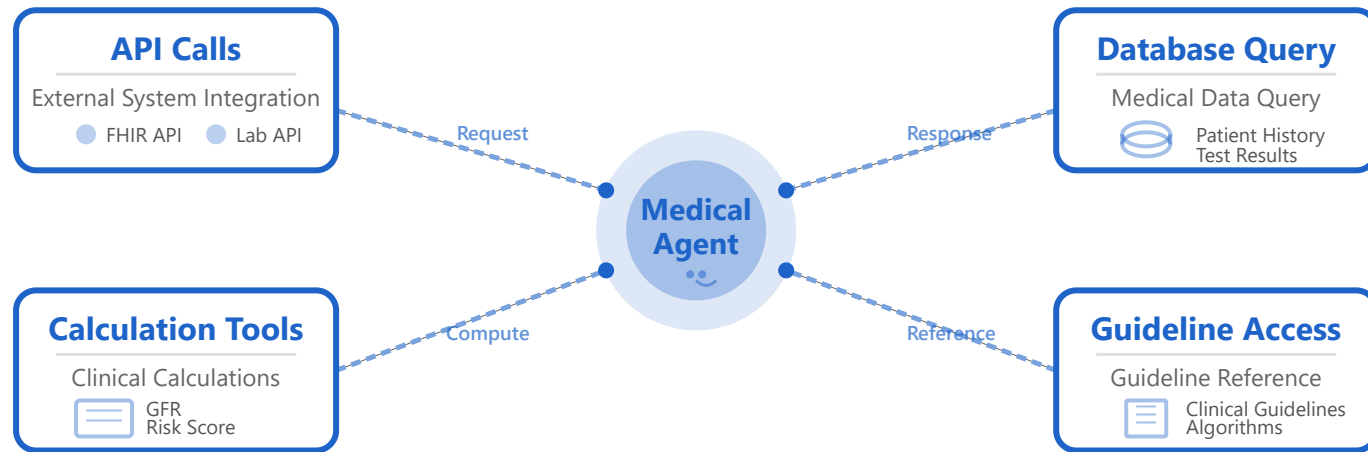 API Calls
External System Integration
FHIR API
Lab API
Request
Response
Database Query
Medical Data Query
Patient History
Test Results
Medical
Agent
Calculation Tools
Clinical Calculations
GFR
Risk Score
Compute
Reference
Guideline Access
Guideline Reference
Clinical Guidelines
Algorithms